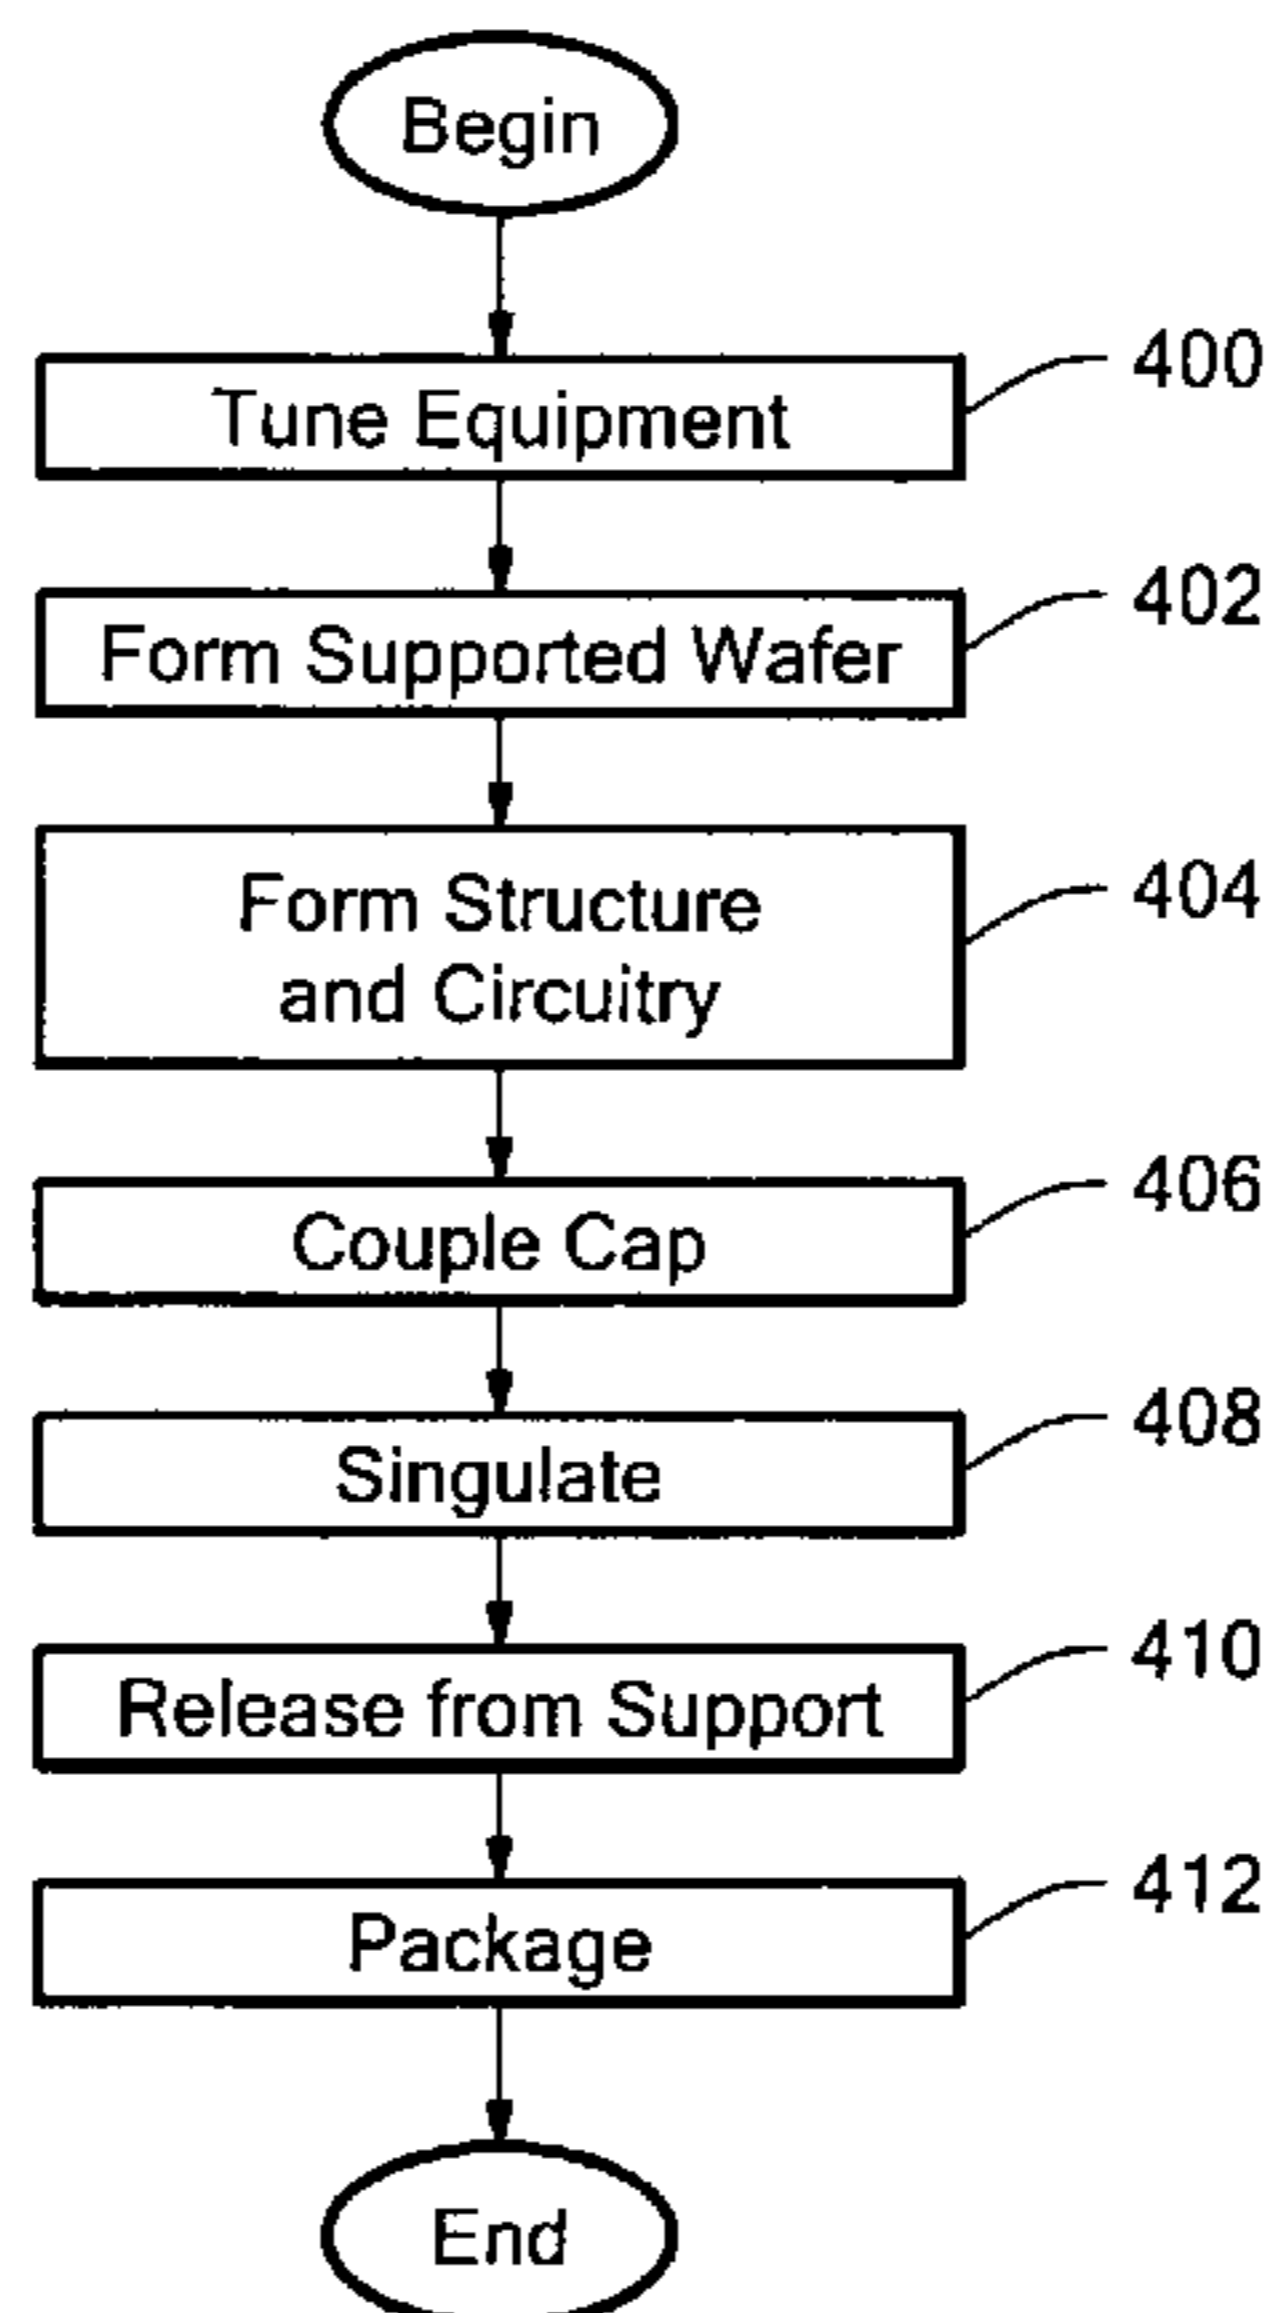 Begin
Tune Equipment
400
Form Supported Wafer
402
Form Structure
and Circuitry
404
Couple Cap
406
Singulate
408
Release from Support
410
Package
412
End